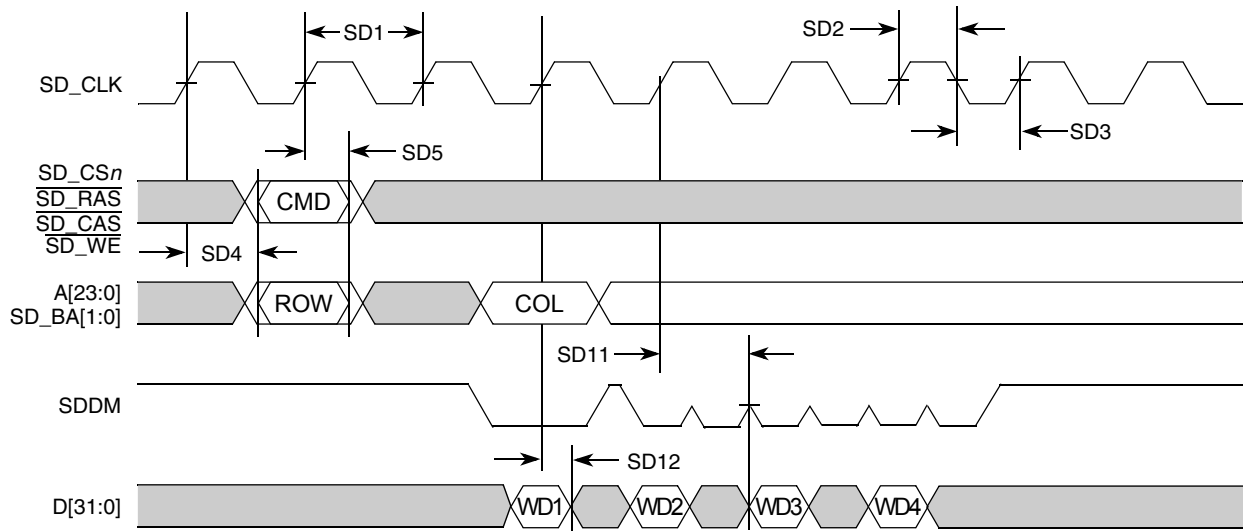 SD1
SD2
SD_CLK
SD3
SD5
SD_CSn
SD_RAS
SD_CAS
SD_WE
CMD
SD4
A[23:0]
SD_BA[1:0]
ROW
COL
SD11
SDDM
SD12
D[31:0]
WD1
WD2
WD3
WD4